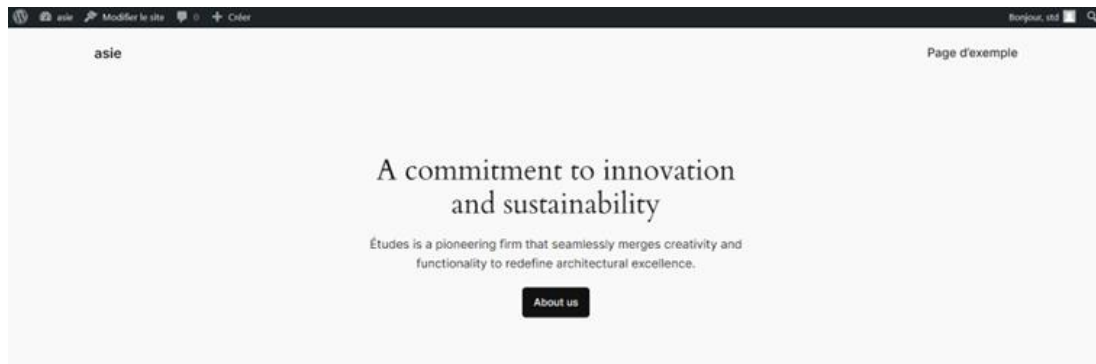 asie Modifier le site 0 Créer Bonjour, std
asie Page d'exemple
A commitment to innovation
and sustainability
Études is a pioneering firm that seamlessly merges creativity and
functionality to redefine architectural excellence.
About us